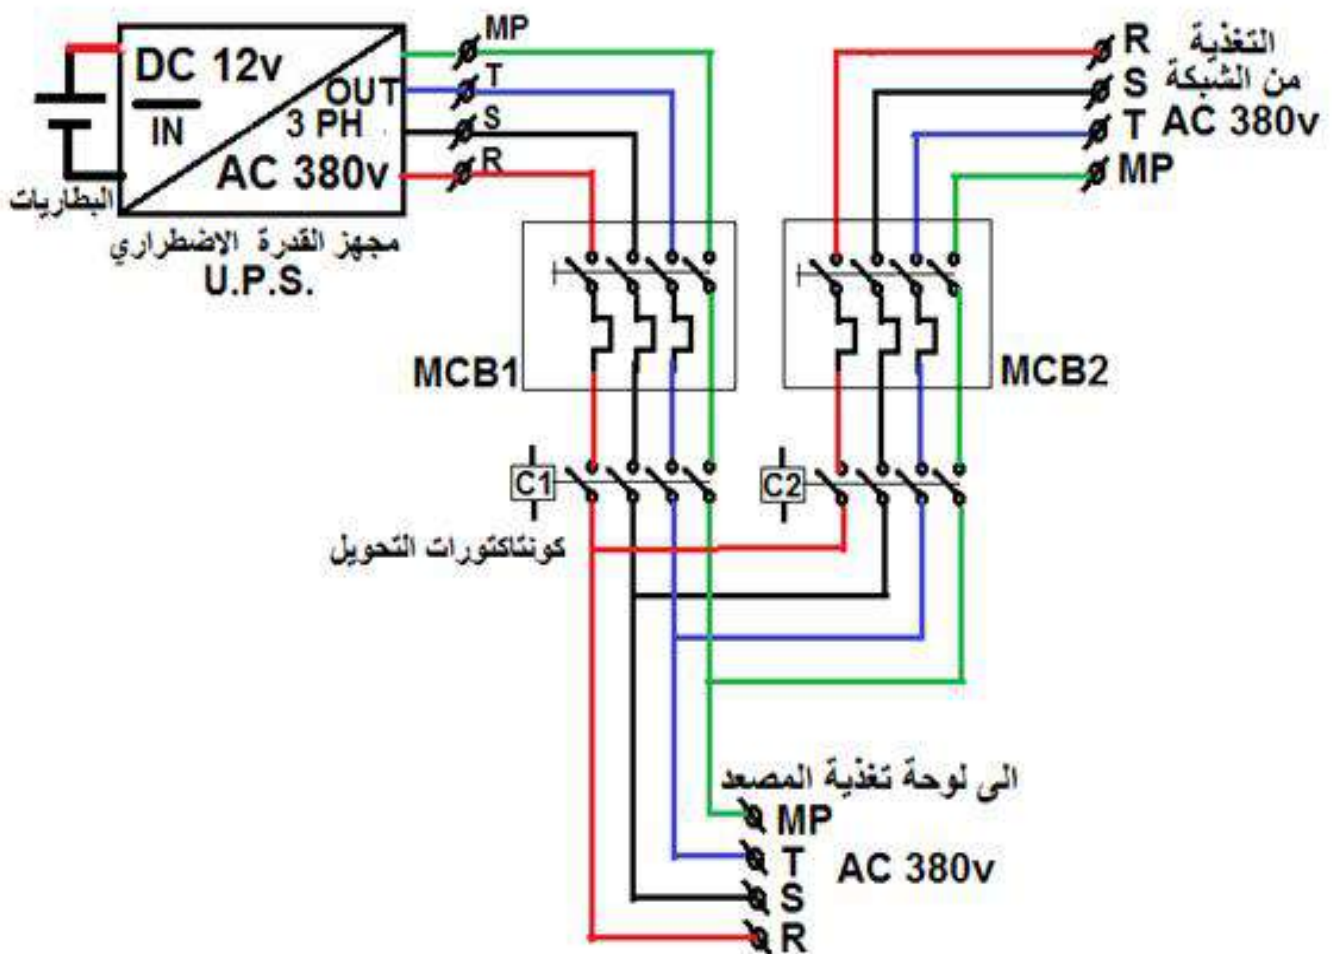 MP
T
S
R
DC 12v
IN
OUT
3 PH
AC 380v
البطاريات
مجهز القدرة الاضطراري
U.P.S.
R
S
T
MP
التغذية
من الشبكة
AC 380v
MCB1
MCB2
C1
C2
كونتاكتورات التحويل
الى لوحة تغذية المصعد
MP
T
S
R
AC 380v